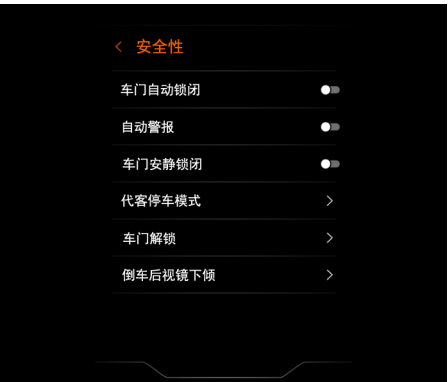 安全性
车门自动锁闭
自动警报
车门安静锁闭
代客停车模式
车门解锁
倒车后视镜下倾